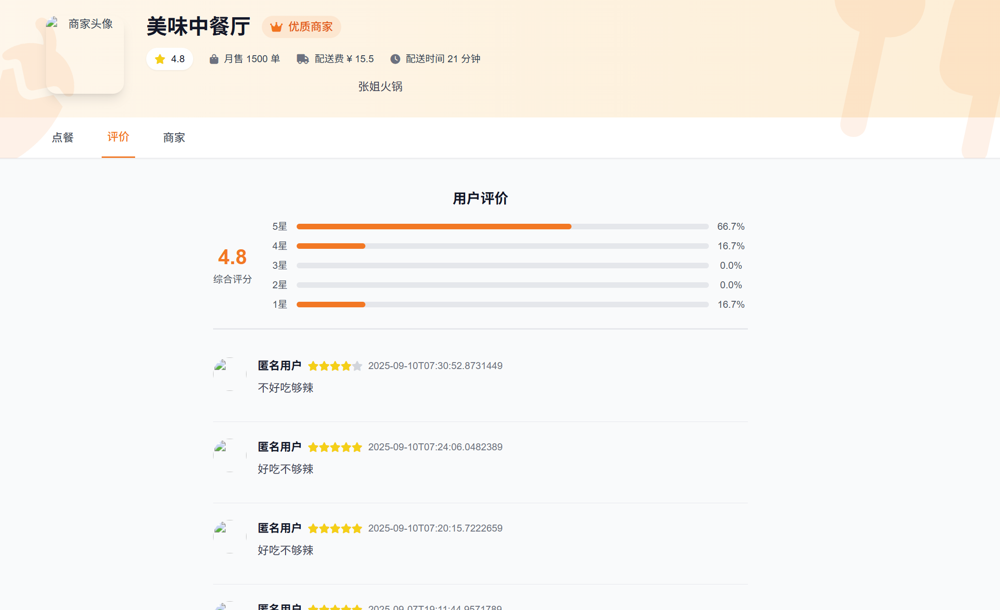 商家头像
美味中餐厅
优质商家
4.8
月售 1500 单
配送费 ¥ 15.5
配送时间 21 分钟
张姐火锅
点餐
评价
商家
用户评价
4.8
综合评分
5星 66.7%
4星 16.7%
3星 0.0%
2星 0.0%
1星 16.7%
匿名用户 2025-09-10T07:30:52.8731449
不好吃够辣
匿名用户 2025-09-10T07:24:06.0482389
好吃不够辣
匿名用户 2025-09-10T07:20:15.7222659
好吃不够辣
匿名用户 2025-09-07T19:11:44.9571789